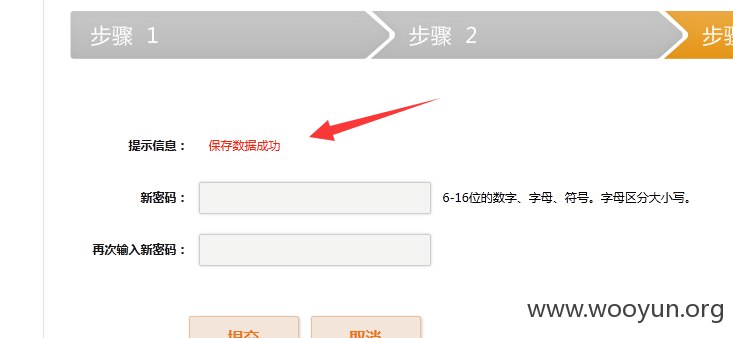 步骤 1 步骤 2 步
提示信息： 保存数据成功
新密码： 6-16位的数字、字母、符号。字母区分大小写。
再次输入新密码：
www.wooyun.org
提交 取消